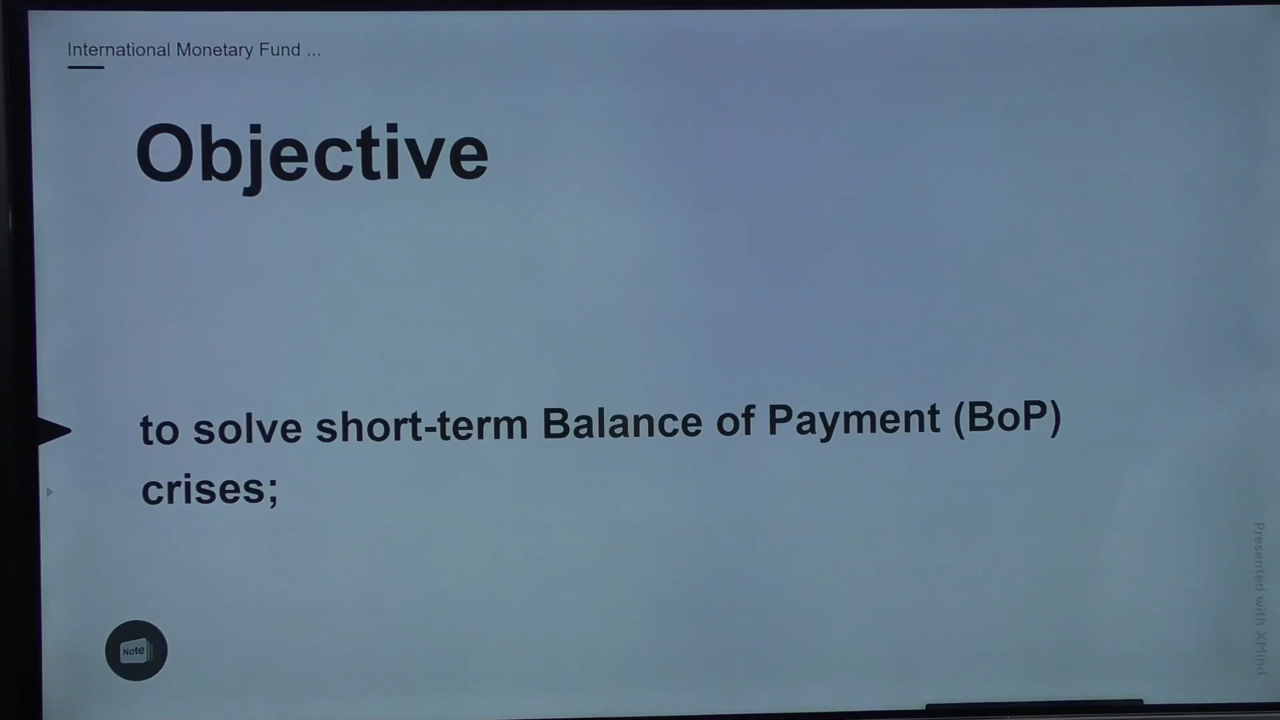 International Monetary Fund ...
Objective
to solve short-term Balance of Payment (BoP)
crises;
Note
Presented with XMind